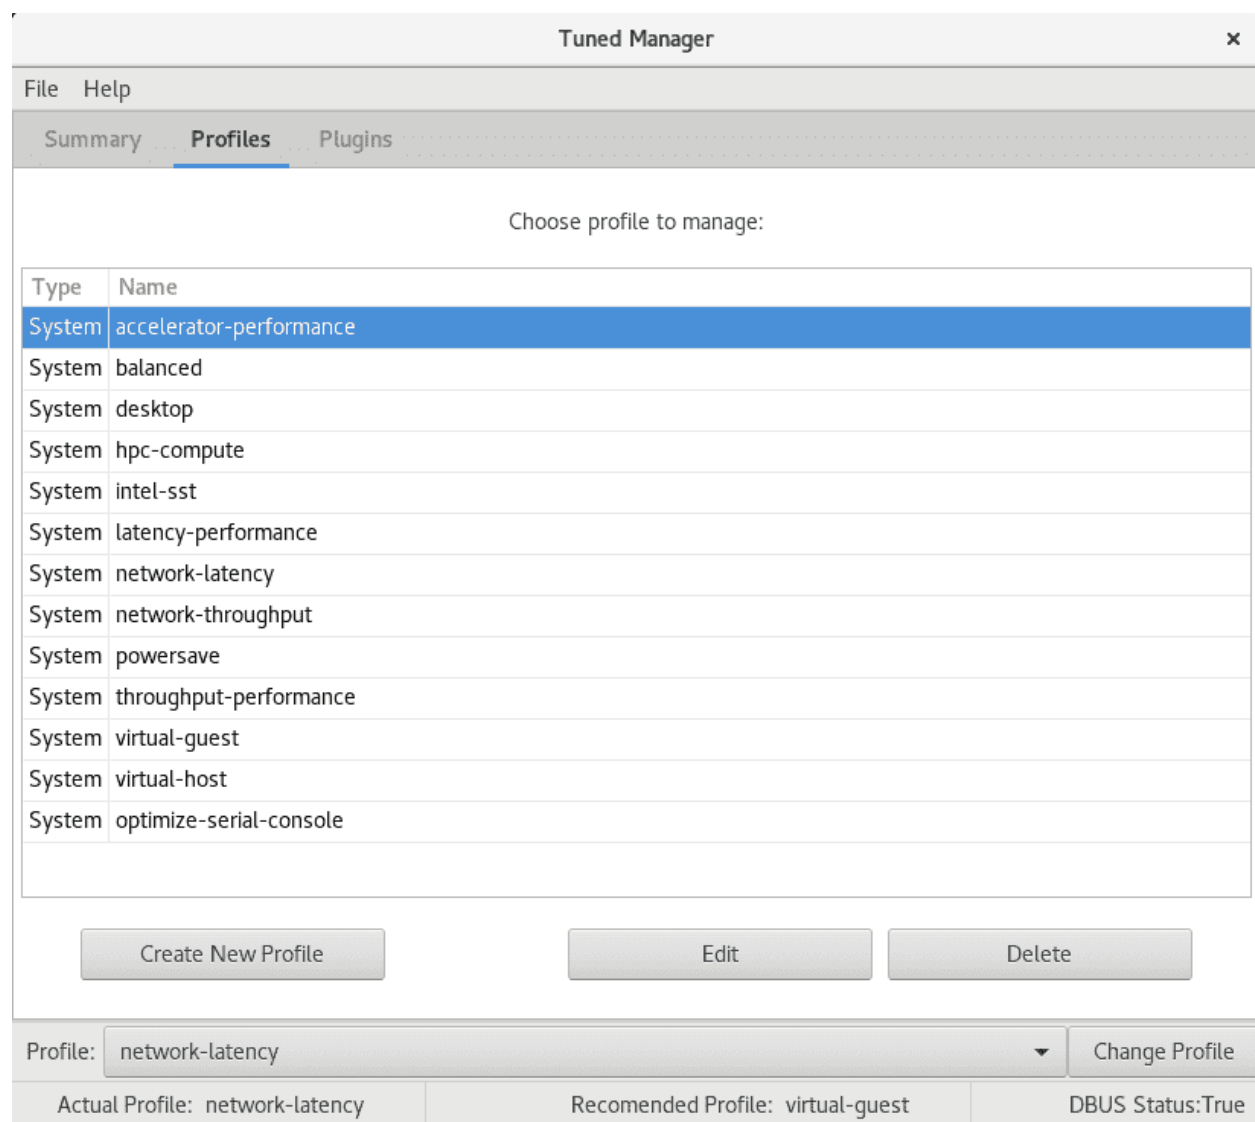 Tuned Manager ×
File Help
Summary Profiles Plugins
Choose profile to manage:
Type Name
System accelerator-performance
System balanced
System desktop
System hpc-compute
System intel-sst
System latency-performance
System network-latency
System network-throughput
System powersave
System throughput-performance
System virtual-guest
System virtual-host
System optimize-serial-console
Create New Profile Edit Delete
Profile: network-latency Change Profile
Actual Profile: network-latency Recomended Profile: virtual-guest DBUS Status:True